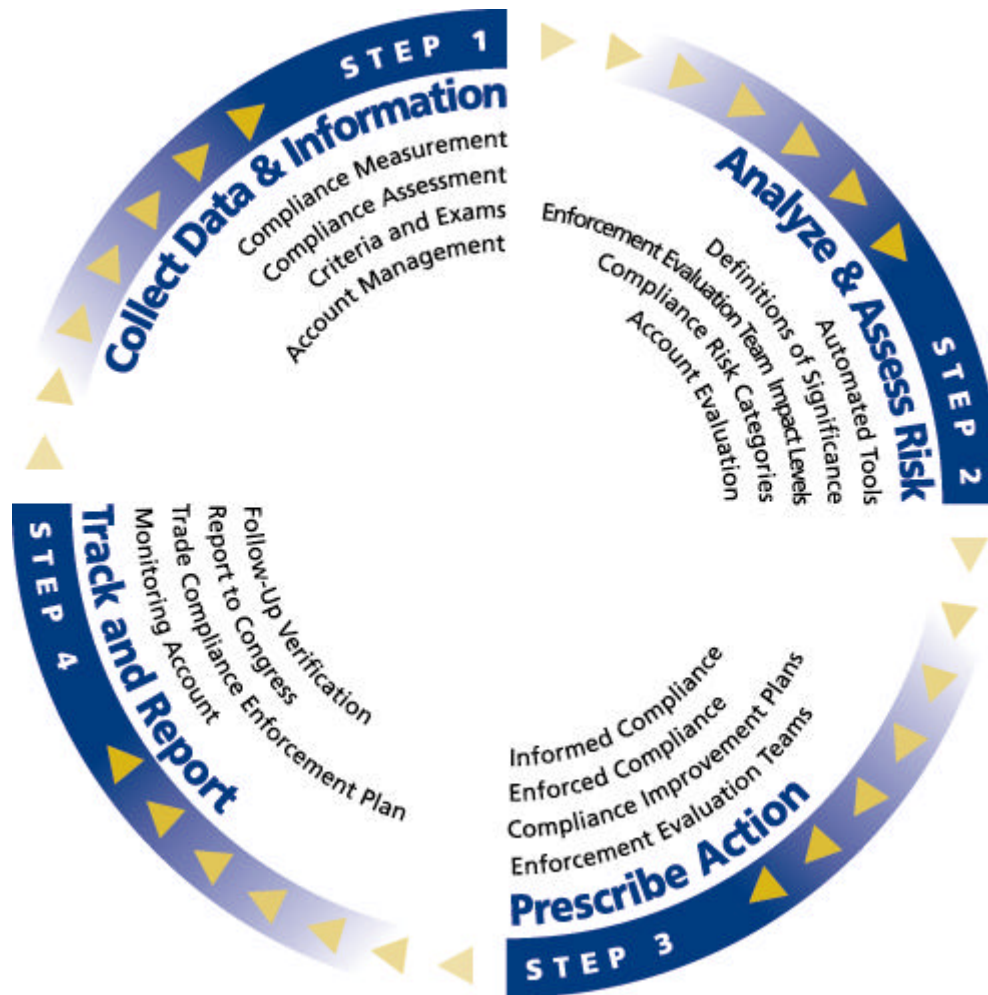 STEP 1
Collect Data & Information
Compliance Measurement
Compliance Assessment
Criteria and Exams
Account Management
STEP 2
Analyze & Assess Risk
Automated Tools
Definitions of Significance
Enforcement Evaluation Team Impact Levels
Compliance Risk Categories
Account Evaluation
Informed Compliance
Enforced Compliance
Compliance Improvement Plans
Enforcement Evaluation Teams
Prescribe Action
STEP 3
STEP 4
Track and Report
Monitoring Account
Trade Compliance Enforcement Plan
Report to Congress
Follow-Up Verification